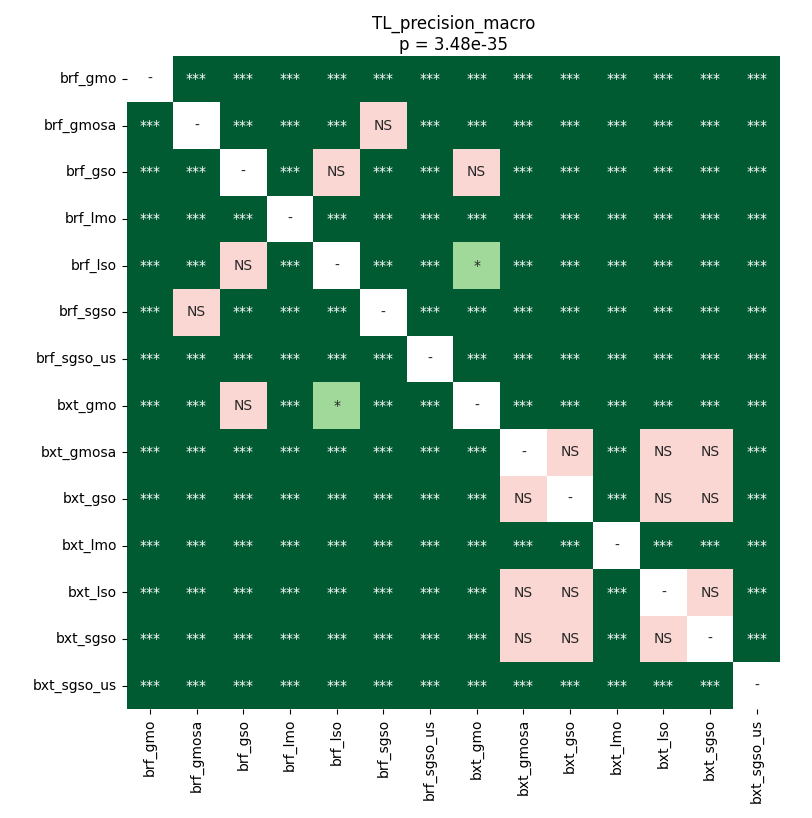 TL_precision_macro
p = 3.48e-35
brf_gmo - *** *** *** *** *** *** *** *** *** *** *** *** ***
brf_gmosa *** - *** *** *** NS *** *** *** *** *** *** *** ***
brf_gso *** *** - *** NS *** *** NS *** *** *** *** *** ***
brf_lmo *** *** *** - *** *** *** *** *** *** *** *** *** ***
brf_lso *** *** NS *** - *** *** * *** *** *** *** *** ***
brf_sgso *** NS *** *** *** - *** *** *** *** *** *** *** ***
brf_sgso_us *** *** *** *** *** *** - *** *** *** *** *** *** ***
bxt_gmo *** *** NS *** * *** *** - *** *** *** *** *** ***
bxt_gmosa *** *** *** *** *** *** *** *** - NS *** NS NS ***
bxt_gso *** *** *** *** *** *** *** *** NS - *** NS NS ***
bxt_lmo *** *** *** *** *** *** *** *** *** *** - *** *** ***
bxt_lso *** *** *** *** *** *** *** *** NS NS *** - NS ***
bxt_sgso *** *** *** *** *** *** *** *** NS NS *** NS - ***
bxt_sgso_us *** *** *** *** *** *** *** *** *** *** *** *** *** -
brf_gmo brf_gmosa brf_gso brf_lmo brf_lso brf_sgso brf_sgso_us bxt_gmo bxt_gmosa bxt_gso bxt_lmo bxt_lso bxt_sgso bxt_sgso_us